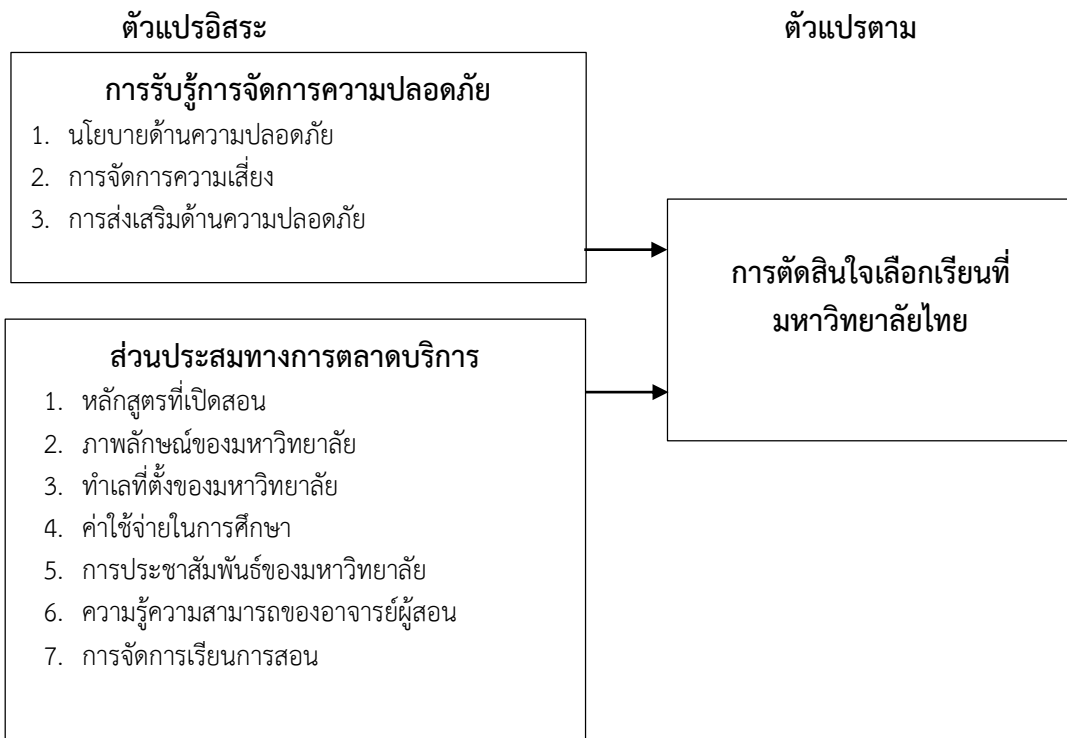 ตัวแปรอิสระ
ตัวแปรตาม
การรับรู้การจัดการความปลอดภัย
1. นโยบายด้านความปลอดภัย
2. การจัดการความเสี่ยง
3. การส่งเสริมด้านความปลอดภัย
การตัดสินใจเลือกเรียนที่
มหาวิทยาลัยไทย
ส่วนประสมทางการตลาดบริการ
1. หลักสูตรที่เปิดสอน
2. ภาพลักษณ์ของมหาวิทยาลัย
3. ทำเลที่ตั้งของมหาวิทยาลัย
4. ค่าใช้จ่ายในการศึกษา
5. การประชาสัมพันธ์ของมหาวิทยาลัย
6. ความรู้ความสามารถของอาจารย์ผู้สอน
7. การจัดการเรียนการสอน